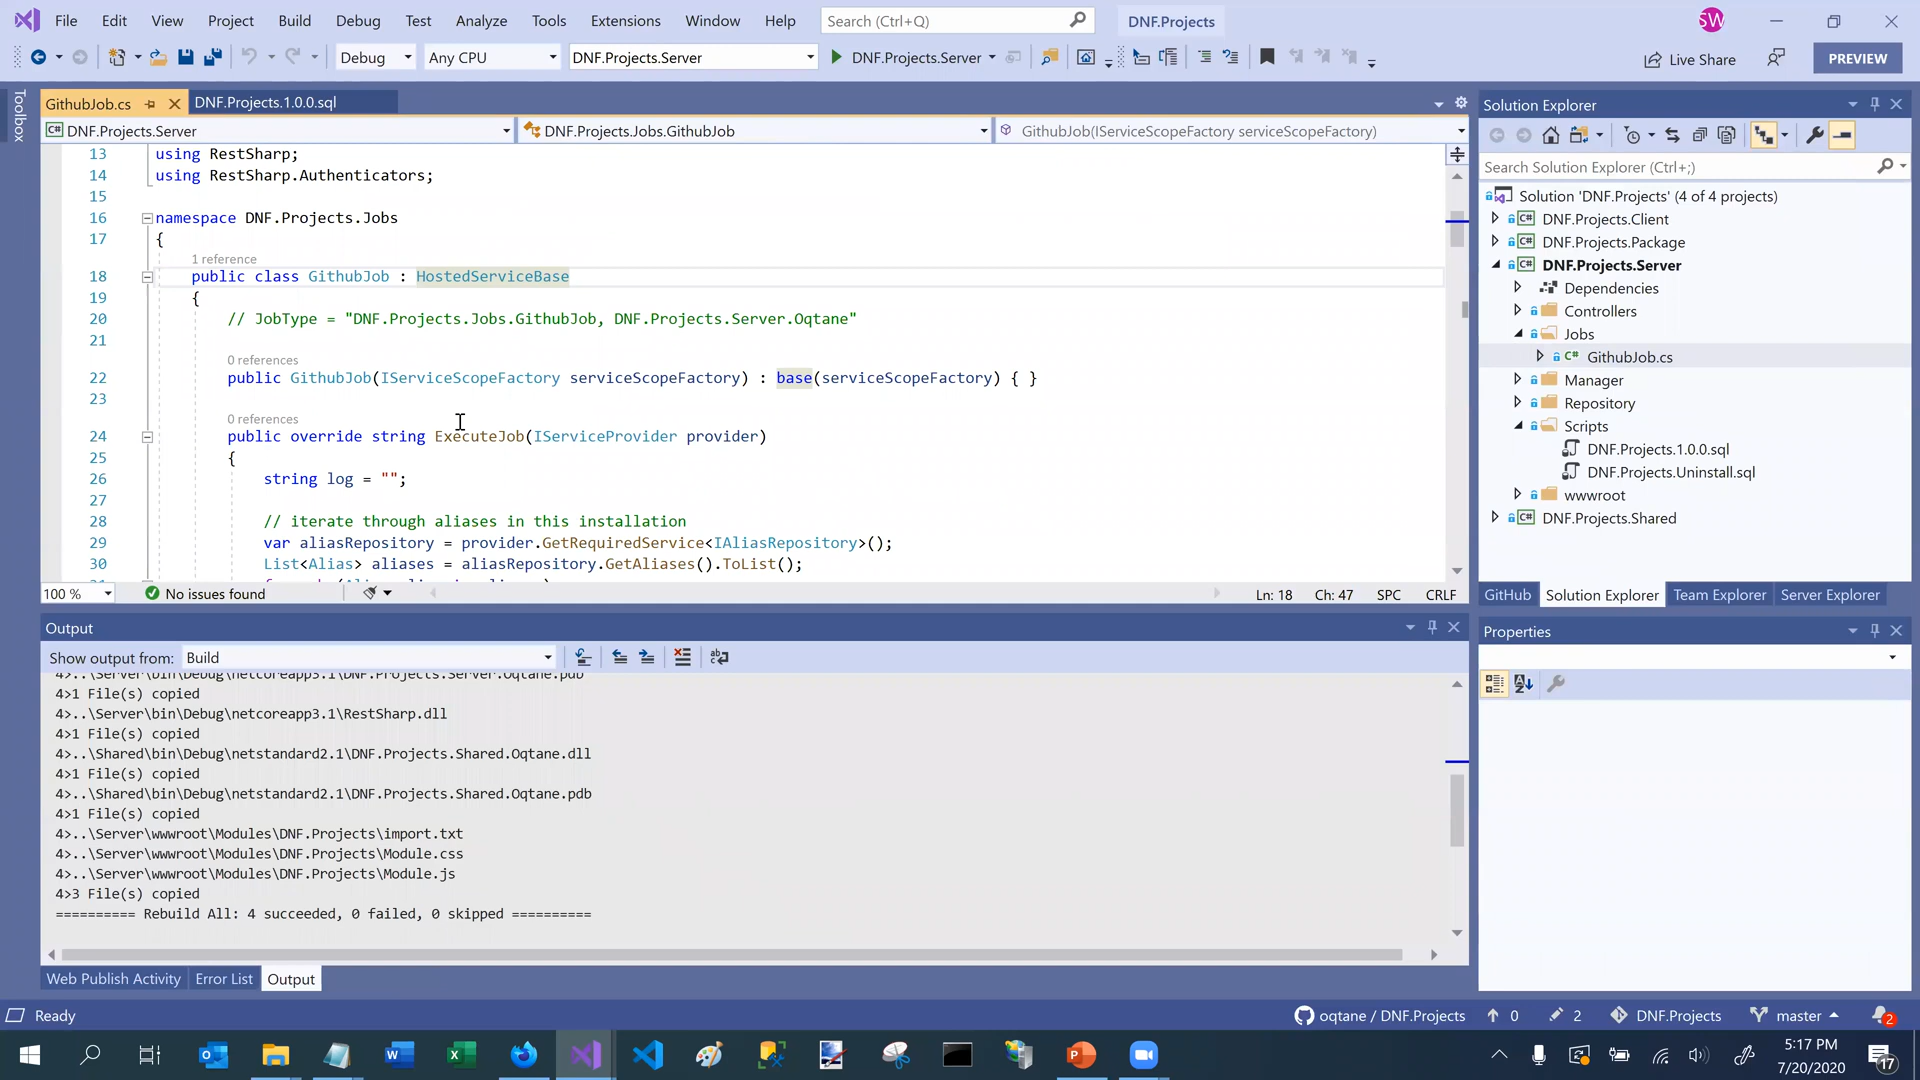 File Edit View Project Build Debug Test Analyze Tools Extensions Window Help Search (Ctrl+Q) DNF.Projects SW
Debug Any CPU DNF.Projects.Server DNF.Projects.Server Live Share PREVIEW
Toolbox
GithubJob.cs DNF.Projects.1.0.0.sql
DNF.Projects.Server DNF.Projects.Jobs.GithubJob GithubJob(IServiceScopeFactory serviceScopeFactory)
13 using RestSharp;
14 using RestSharp.Authenticators;
15
16 namespace DNF.Projects.Jobs
17 {
1 reference
18 public class GithubJob : HostedServiceBase
19 {
20 // JobType = "DNF.Projects.Jobs.GithubJob, DNF.Projects.Server.Oqtane"
21
0 references
22 public GithubJob(IServiceScopeFactory serviceScopeFactory) : base(serviceScopeFactory) { }
23
0 references
24 public override string ExecuteJob(IServiceProvider provider)
25 {
26 string log = "";
27
28 // iterate through aliases in this installation
29 var aliasRepository = provider.GetRequiredService<IAliasRepository>();
30 List<Alias> aliases = aliasRepository.GetAliases().ToList();
100 % No issues found Ln: 18 Ch: 47 SPC CRLF
Output
Show output from: Build
4>..\Server\bin\Debug\netcoreapp3.1\DNF.Projects.Server.Oqtane.pdb
4>1 File(s) copied
4>..\Server\bin\Debug\netcoreapp3.1\RestSharp.dll
4>1 File(s) copied
4>..\Shared\bin\Debug\netstandard2.1\DNF.Projects.Shared.Oqtane.dll
4>1 File(s) copied
4>..\Shared\bin\Debug\netstandard2.1\DNF.Projects.Shared.Oqtane.pdb
4>1 File(s) copied
4>..\Server\wwwroot\Modules\DNF.Projects\import.txt
4>..\Server\wwwroot\Modules\DNF.Projects\Module.css
4>..\Server\wwwroot\Modules\DNF.Projects\Module.js
4>3 File(s) copied
========== Rebuild All: 4 succeeded, 0 failed, 0 skipped ==========
Web Publish Activity Error List Output
Solution Explorer
Search Solution Explorer (Ctrl+;)
Solution 'DNF.Projects' (4 of 4 projects)
DNF.Projects.Client
DNF.Projects.Package
DNF.Projects.Server
Dependencies
Controllers
Jobs
GithubJob.cs
Manager
Repository
Scripts
DNF.Projects.1.0.0.sql
DNF.Projects.Uninstall.sql
wwwroot
DNF.Projects.Shared
GitHub Solution Explorer Team Explorer Server Explorer
Properties
Ready oqtane / DNF.Projects 0 2 DNF.Projects master 2
5:17 PM
7/20/2020
17